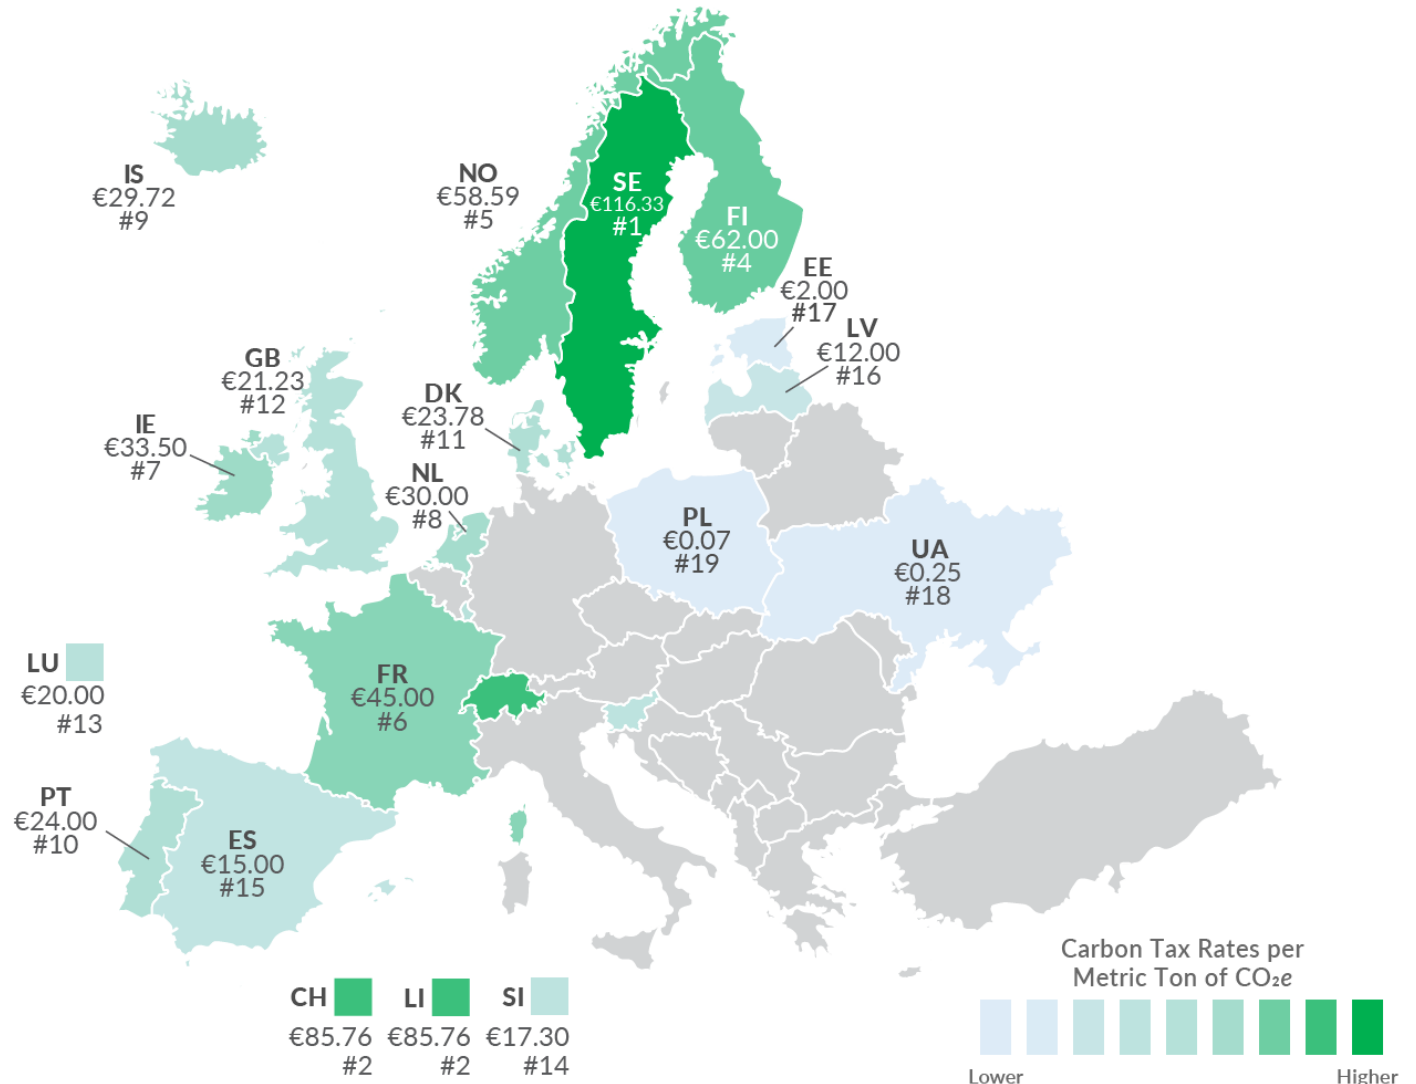 IS
€29.72
#9
NO
€58.59
#5
SE
€116.33
#1
FI
€62.00
#4
EE
€2.00
#17
LV
€12.00
#16
GB
€21.23
#12
DK
€23.78
#11
IE
€33.50
#7
NL
€30.00
#8
PL
€0.07
#19
UA
€0.25
#18
LU
€20.00
#13
FR
€45.00
#6
PT
€24.00
#10
ES
€15.00
#15
CH
€85.76
#2
LI
€85.76
#2
SI
€17.30
#14
Carbon Tax Rates per
Metric Ton of CO₂e
Lower
Higher